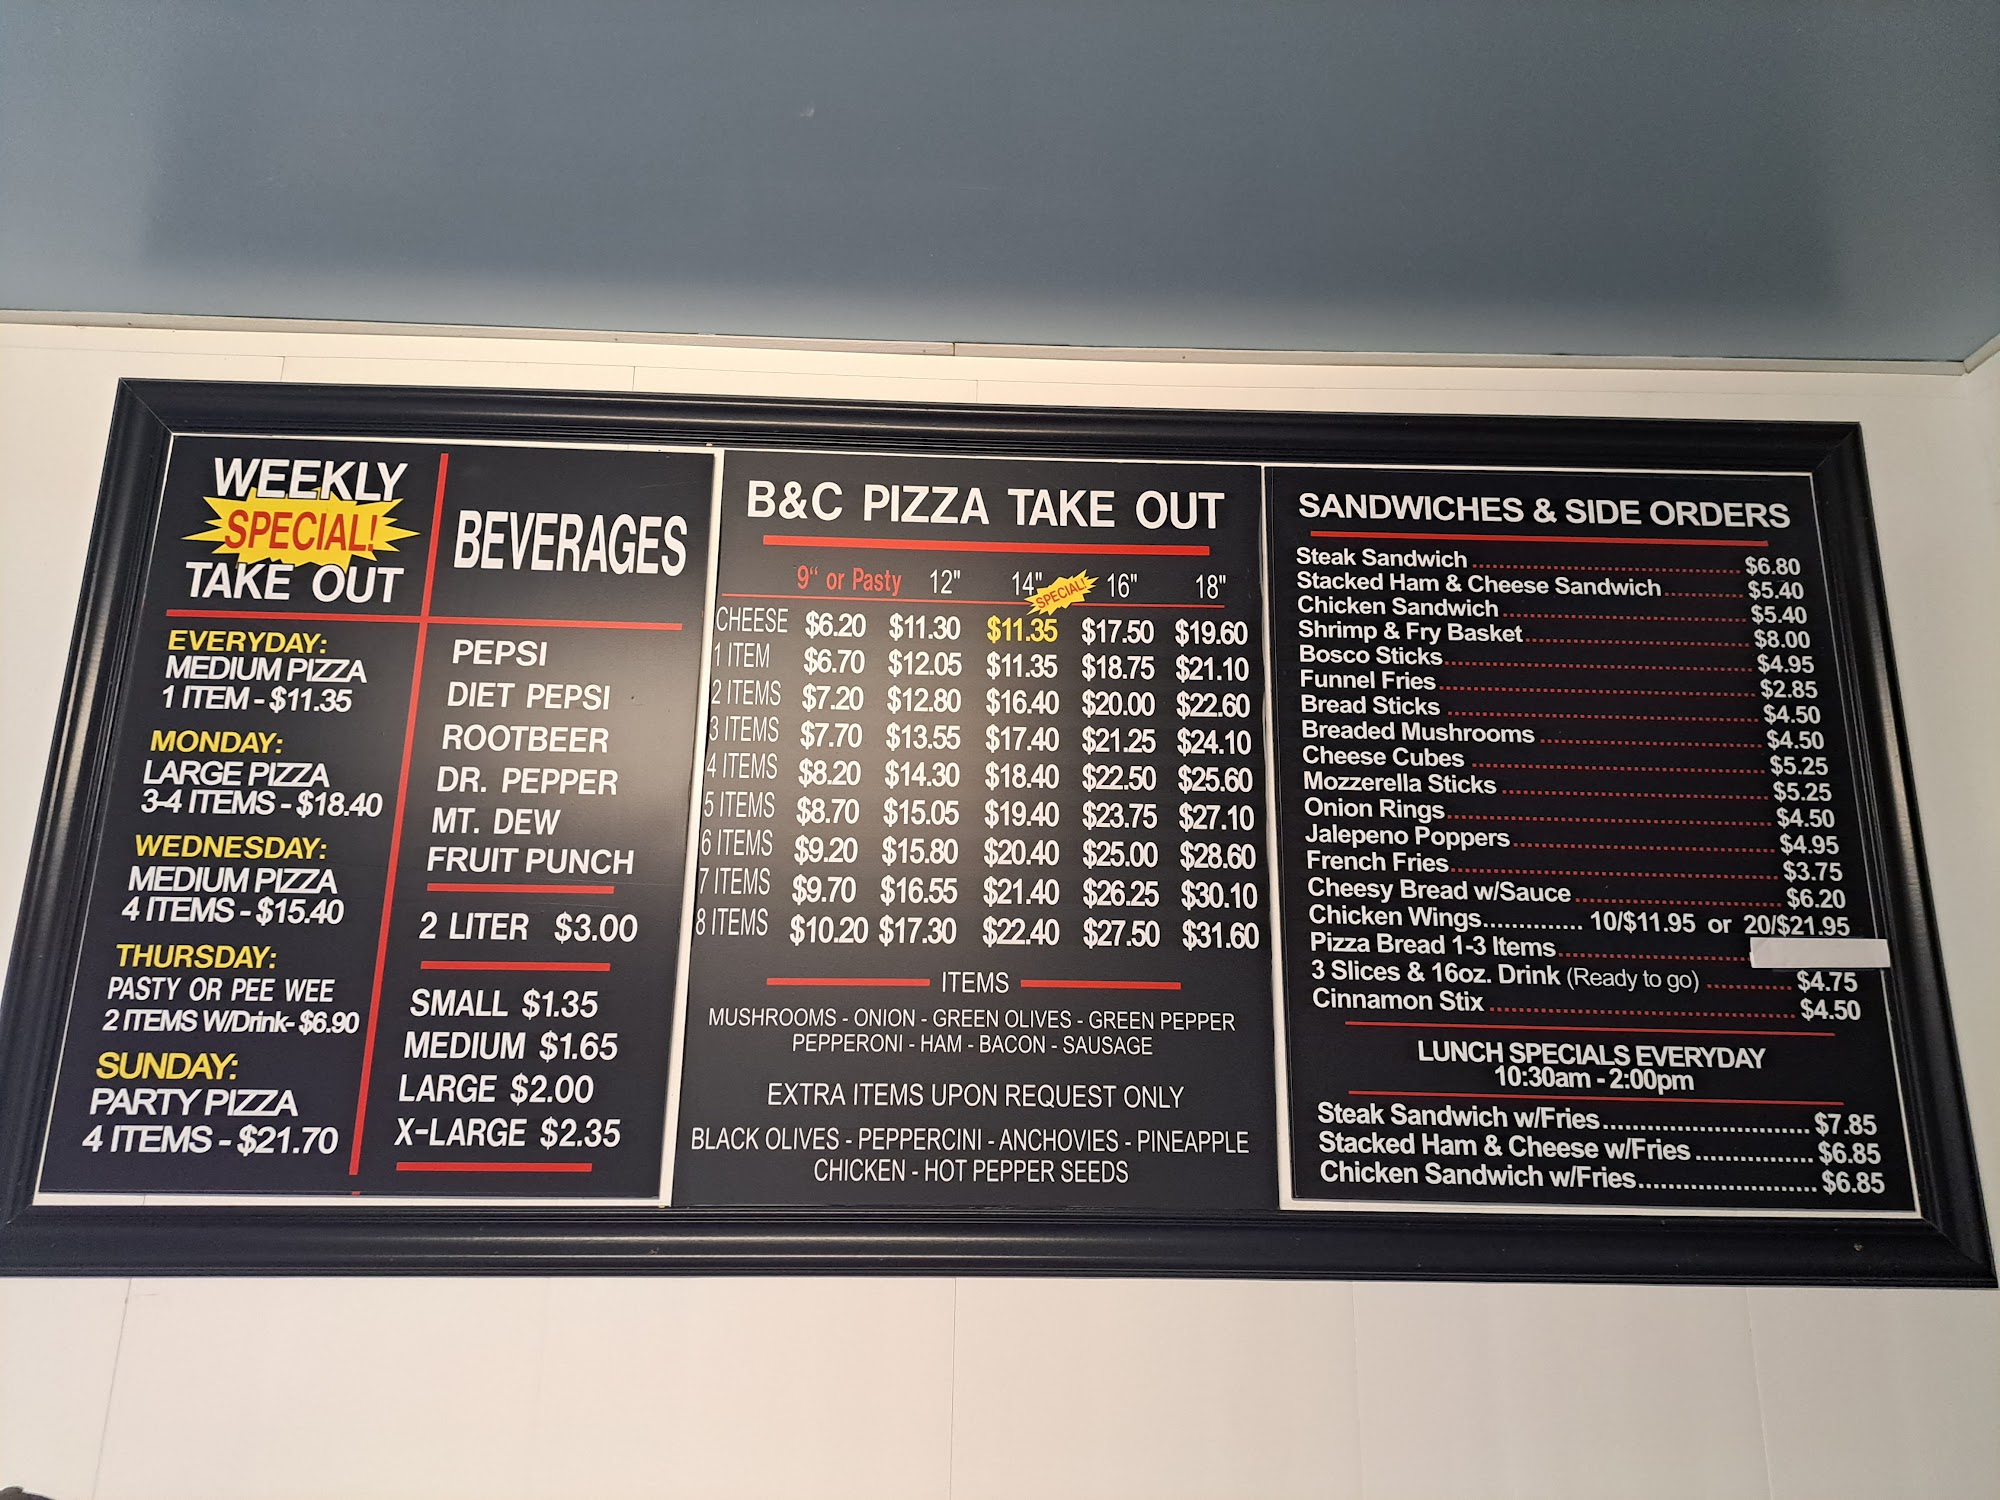 WEEKLY
SPECIAL!
TAKE OUT
EVERYDAY:
MEDIUM PIZZA
1 ITEM - $11.35
MONDAY:
LARGE PIZZA
3-4 ITEMS - $18.40
WEDNESDAY:
MEDIUM PIZZA
4 ITEMS - $15.40
THURSDAY:
PASTY OR PEE WEE
2 ITEMS W/Drink- $6.90
SUNDAY:
PARTY PIZZA
4 ITEMS - $21.70
BEVERAGES
PEPSI
DIET PEPSI
ROOTBEER
DR. PEPPER
MT. DEW
FRUIT PUNCH
2 LITER $3.00
SMALL $1.35
MEDIUM $1.65
LARGE $2.00
X-LARGE $2.35
B&C PIZZA TAKE OUT
9“ or Pasty 12" 14" SPECIAL! 16" 18"
CHEESE $6.20 $11.30 $11.35 $17.50 $19.60
1 ITEM $6.70 $12.05 $11.35 $18.75 $21.10
2 ITEMS $7.20 $12.80 $16.40 $20.00 $22.60
3 ITEMS $7.70 $13.55 $17.40 $21.25 $24.10
4 ITEMS $8.20 $14.30 $18.40 $22.50 $25.60
5 ITEMS $8.70 $15.05 $19.40 $23.75 $27.10
6 ITEMS $9.20 $15.80 $20.40 $25.00 $28.60
7 ITEMS $9.70 $16.55 $21.40 $26.25 $30.10
8 ITEMS $10.20 $17.30 $22.40 $27.50 $31.60
ITEMS
MUSHROOMS - ONION - GREEN OLIVES - GREEN PEPPER
PEPPERONI - HAM - BACON - SAUSAGE
EXTRA ITEMS UPON REQUEST ONLY
BLACK OLIVES - PEPPERCINI - ANCHOVIES - PINEAPPLE
CHICKEN - HOT PEPPER SEEDS
SANDWICHES & SIDE ORDERS
Steak Sandwich $6.80
Stacked Ham & Cheese Sandwich $5.40
Chicken Sandwich $5.40
Shrimp & Fry Basket $8.00
Bosco Sticks $4.95
Funnel Fries $2.85
Bread Sticks $4.50
Breaded Mushrooms $4.50
Cheese Cubes $5.25
Mozzerella Sticks $5.25
Onion Rings $4.50
Jalepeno Poppers $4.95
French Fries $3.75
Cheesy Bread w/Sauce $6.20
Chicken Wings 10/$11.95 or 20/$21.95
Pizza Bread 1-3 Items
3 Slices & 16oz. Drink (Ready to go) $4.75
Cinnamon Stix $4.50
LUNCH SPECIALS EVERYDAY
10:30am - 2:00pm
Steak Sandwich w/Fries $7.85
Stacked Ham & Cheese w/Fries $6.85
Chicken Sandwich w/Fries $6.85